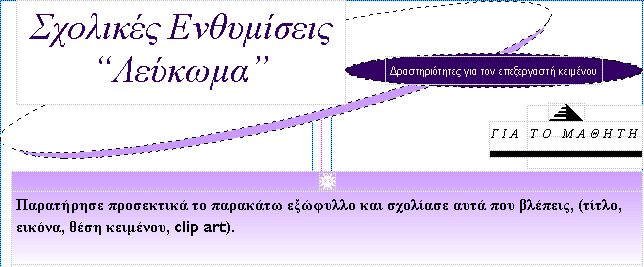 Σχολικές Ενθυμίσεις
“Λεύκωμα”
Δραστηριότητες για τον επεξεργαστή κειμένου
ΓΙΑ ΤΟ ΜΑΘΗΤΗ
Παρατήρησε προσεκτικά το παρακάτω εξώφυλλο και σχολίασε αυτά που βλέπεις, (τίτλο,
εικόνα, θέση κειμένου, clip art).